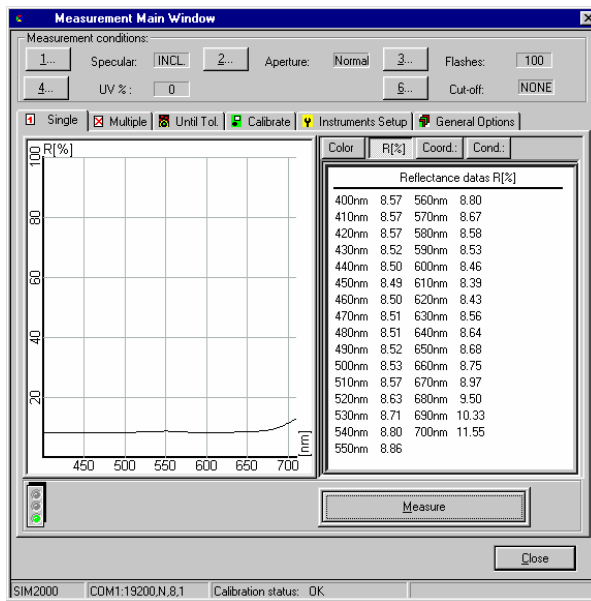 Measurement Main Window
Measurement conditions:
1... Specular: INCL. 2... Aperture: Normal 3... Flashes: 100
4... UV % : 0 6... Cut-off: NONE
Single Multiple Until Tol. Calibrate Instruments Setup General Options
Color R[%] Coord.: Cond.:
R[%]
100
80
60
40
20
450 500 550 600 650 700 [nm]
Reflectance datas R[%]
400nm 8.57 560nm 8.80
410nm 8.57 570nm 8.67
420nm 8.57 580nm 8.58
430nm 8.52 590nm 8.53
440nm 8.50 600nm 8.46
450nm 8.49 610nm 8.39
460nm 8.50 620nm 8.43
470nm 8.51 630nm 8.56
480nm 8.51 640nm 8.64
490nm 8.52 650nm 8.68
500nm 8.53 660nm 8.75
510nm 8.57 670nm 8.97
520nm 8.63 680nm 9.50
530nm 8.71 690nm 10.33
540nm 8.80 700nm 11.55
550nm 8.86
Measure
Close
SIM2000 COM1:19200,N,8,1 Calibration status: OK